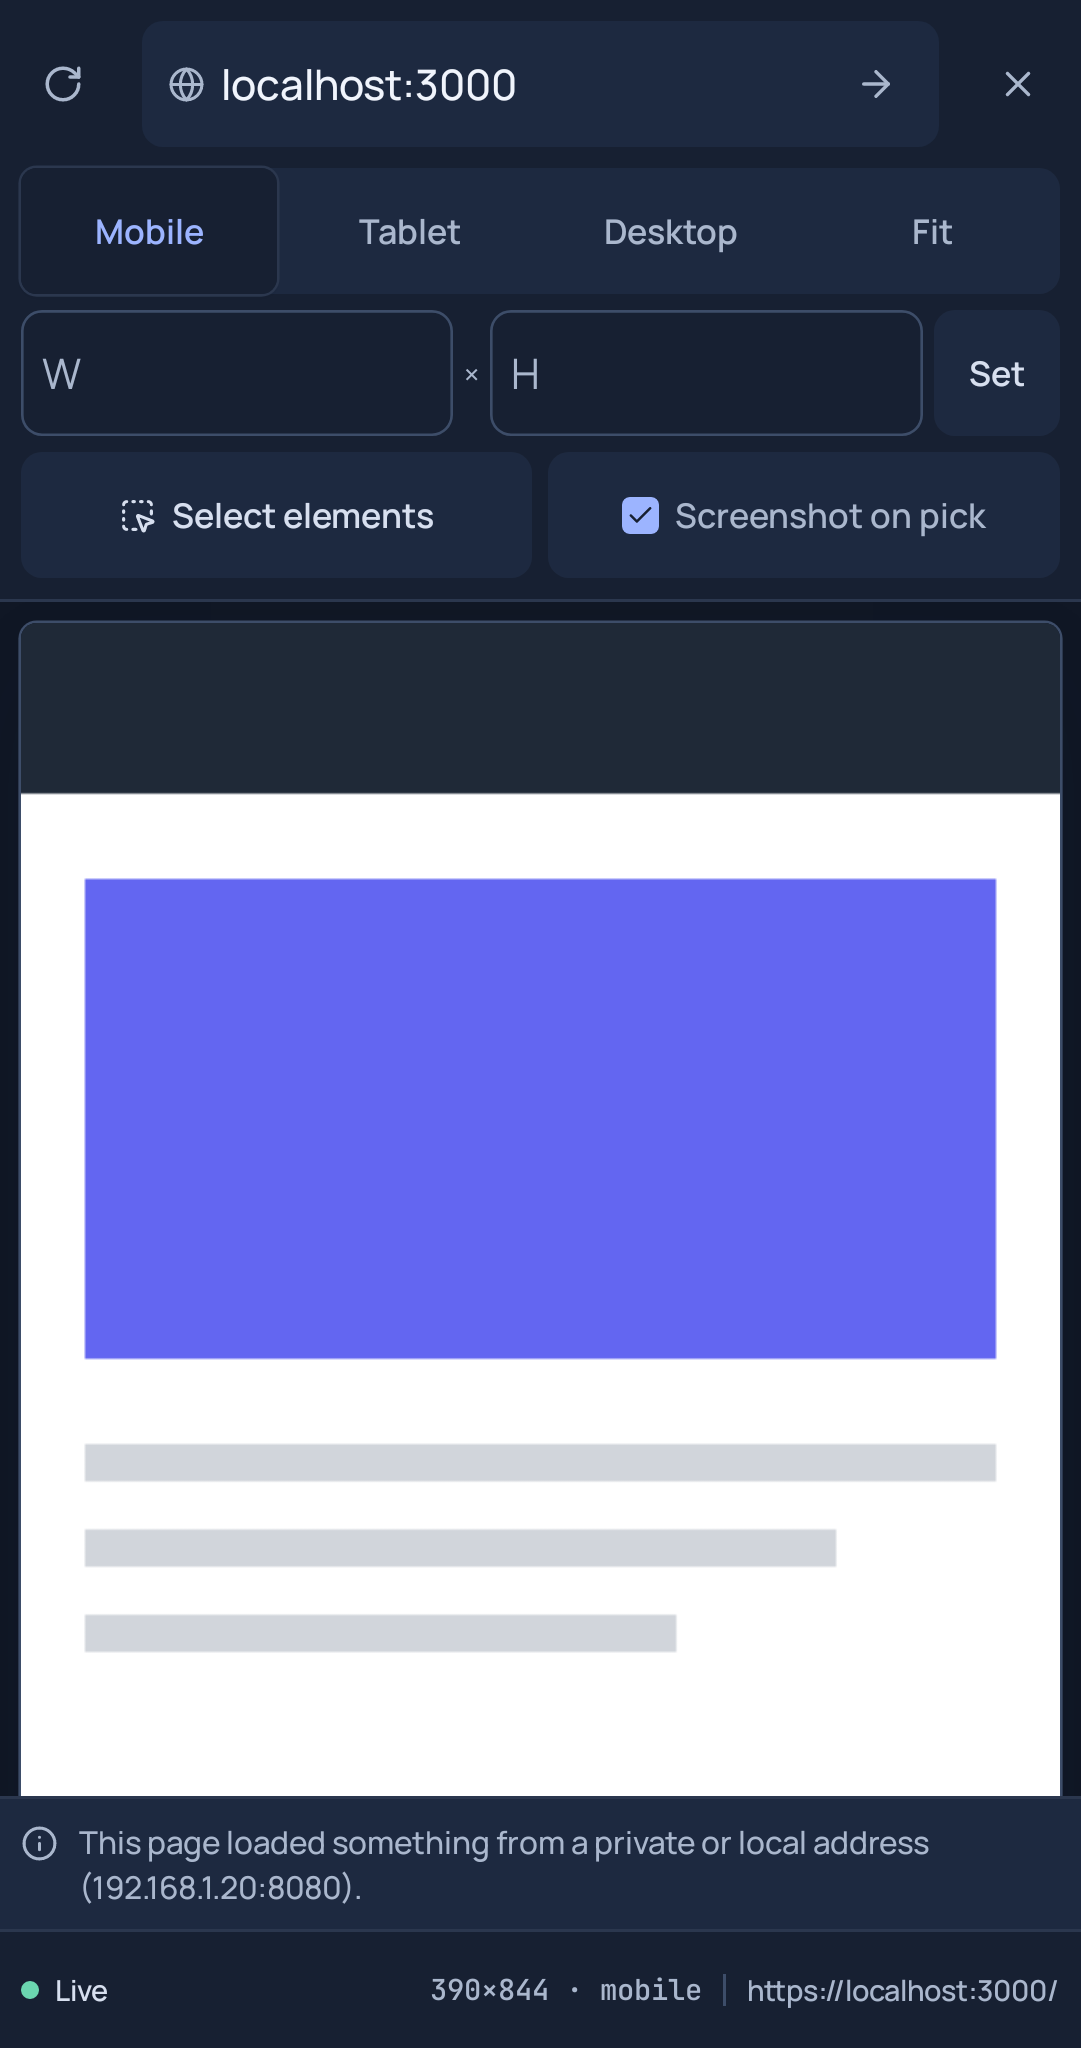 localhost:3000
Mobile Tablet Desktop Fit
W × H Set
Select elements Screenshot on pick
This page loaded something from a private or local address
(192.168.1.20:8080).
Live 390×844 · mobile https://localhost:3000/